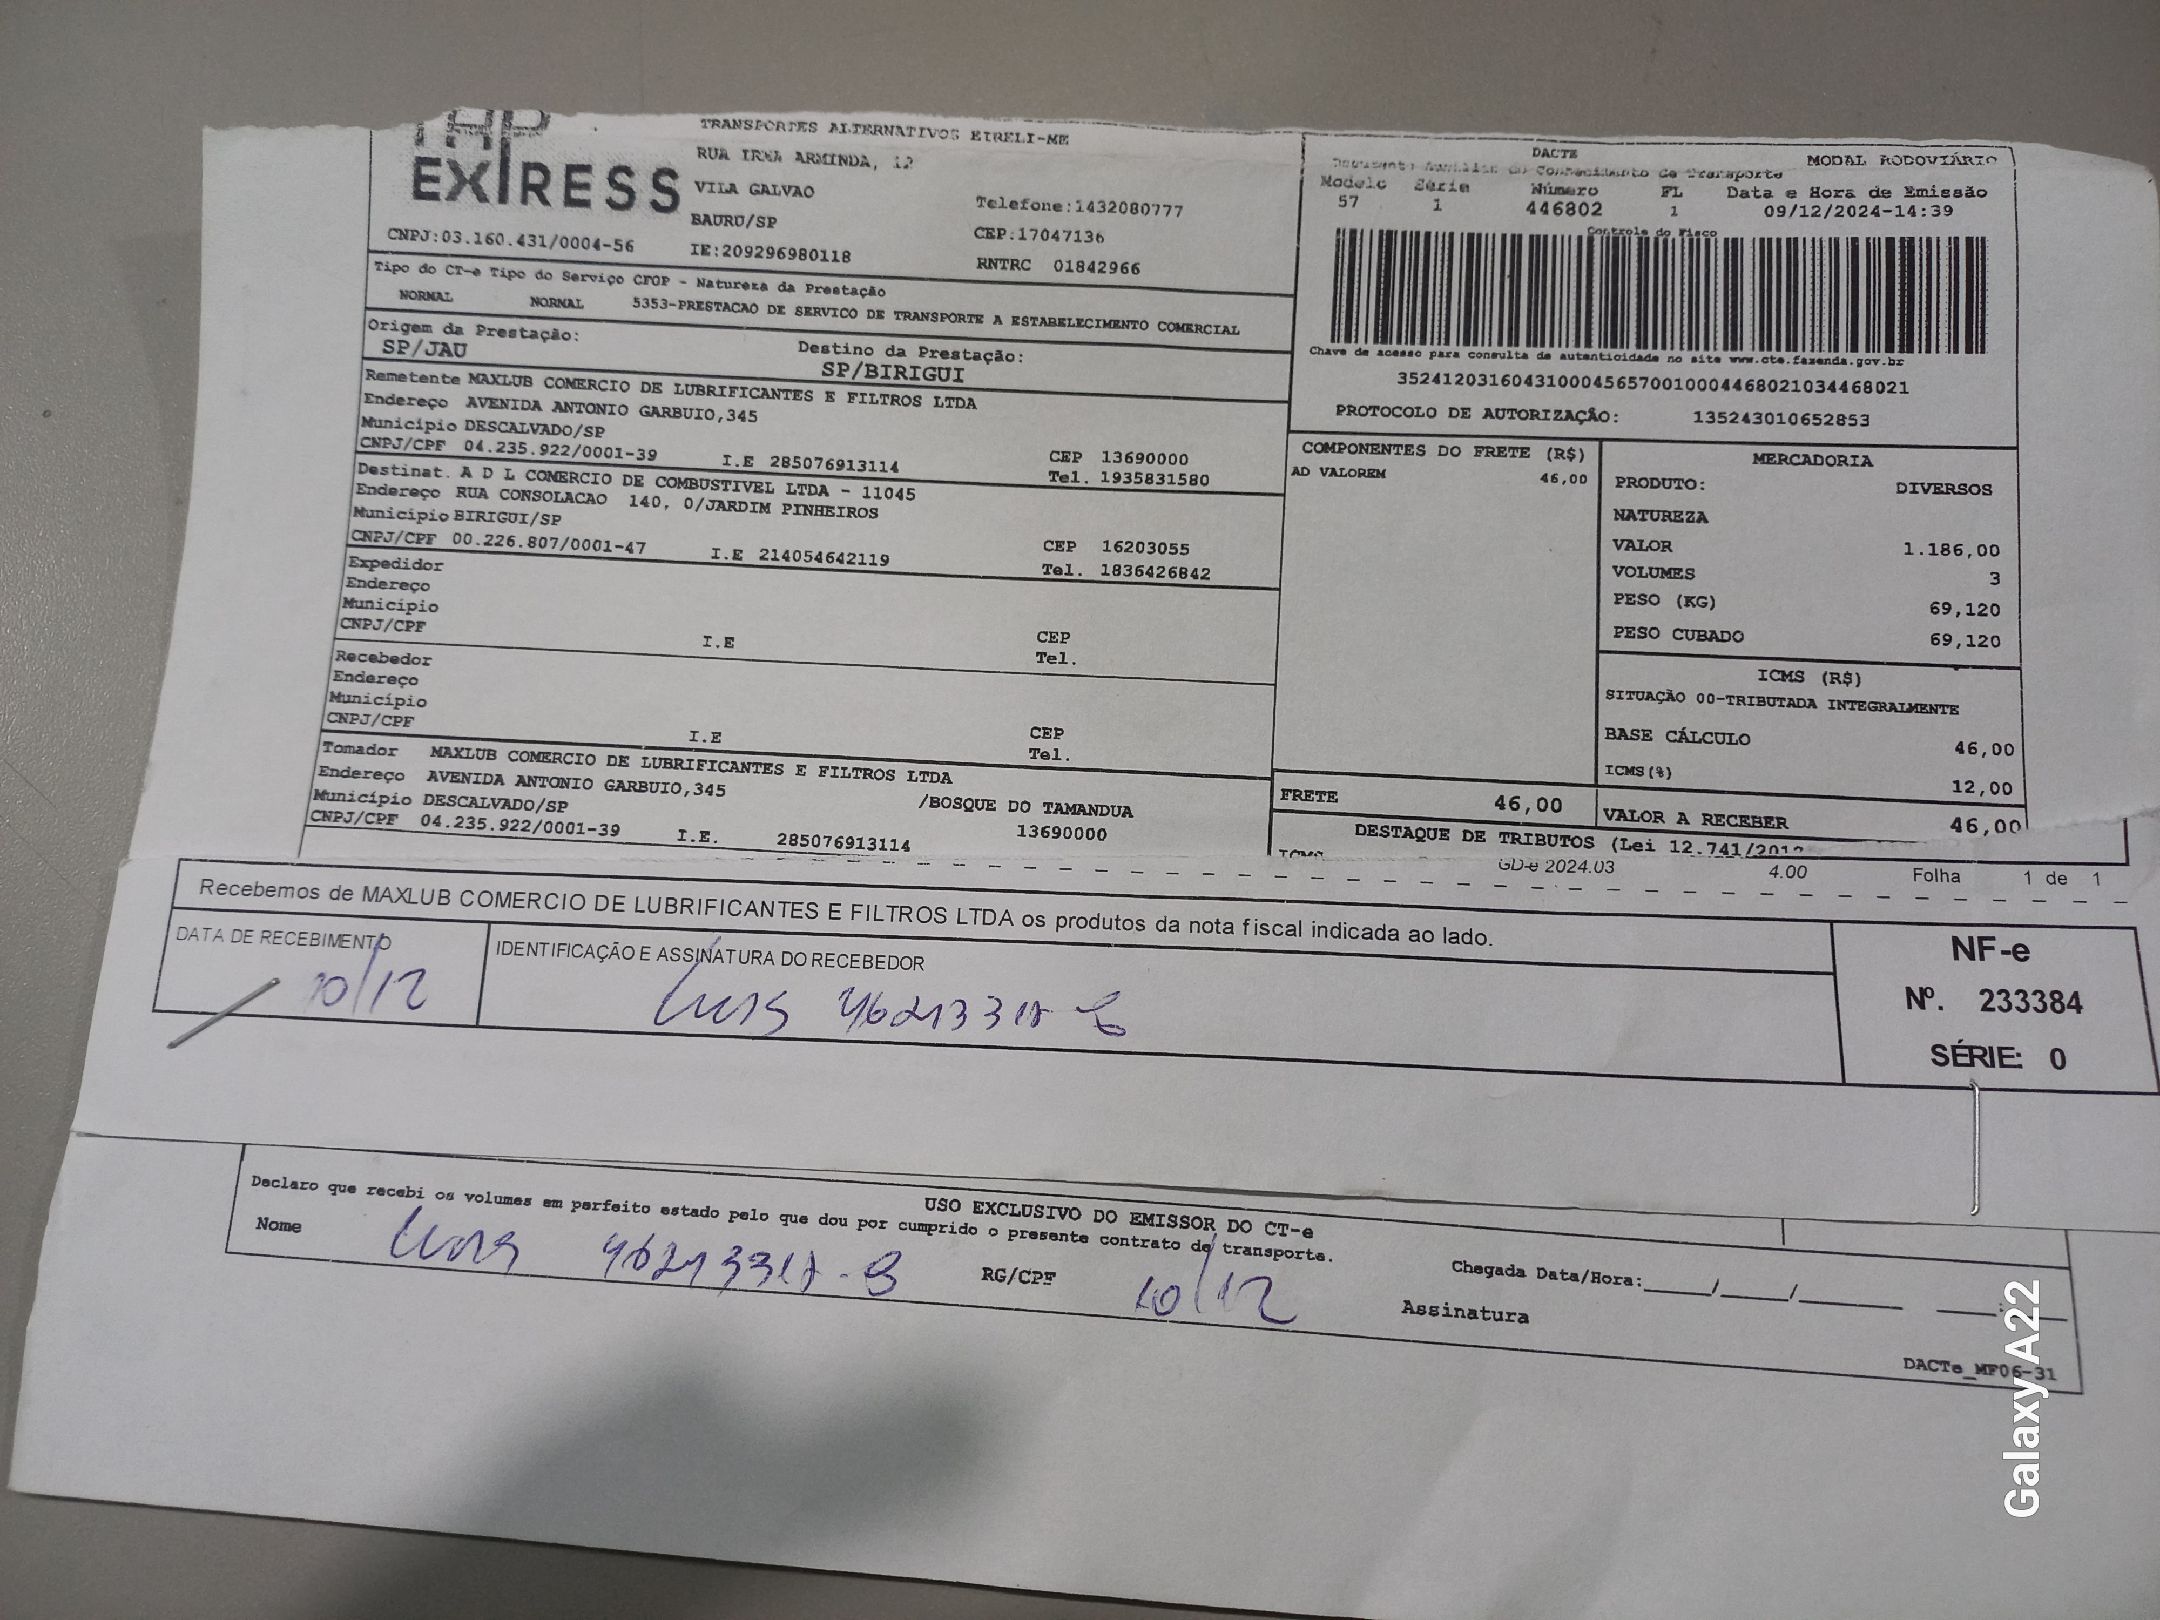 EXPRESS
TRANSPORTES ALTERNATIVOS EIRELI-ME
RUA IRMA ARMINDA, 12
VILA GALVAO
BAURU/SP
Telefone:1432080777
CEP:17047136
CNPJ:03.160.431/0004-56
IE:209296980118
RNTRC 01842966
DACTE
MODAL RODOVIÁRIO
Documento Auxiliar do Conhecimento de Transporte
Modelo Série Número FL Data e Hora de Emissão
57 1 446802 1 09/12/2024-14:39
Controle do Fisco
Chave de acesso para consulta de autenticidade no site www.cte.fazenda.gov.br
35241203160431000456570010004468021034468021
PROTOCOLO DE AUTORIZAÇÃO: 135243010652853
Tipo do CT-e Tipo do Serviço CFOP - Natureza da Prestação
NORMAL NORMAL 5353-PRESTACAO DE SERVICO DE TRANSPORTE A ESTABELECIMENTO COMERCIAL
Origem da Prestação:
SP/JAU
Destino da Prestação:
SP/BIRIGUI
Remetente MAXLUB COMERCIO DE LUBRIFICANTES E FILTROS LTDA
Endereço AVENIDA ANTONIO GARBUIO,345
Município DESCALVADO/SP
CEP 13690000
CNPJ/CPF 04.235.922/0001-39 I.E 285076913114 Tel. 1935831580
Destinat. A D L COMERCIO DE COMBUSTIVEL LTDA - 11045
Endereço RUA CONSOLACAO 140, 0/JARDIM PINHEIROS
Município BIRIGUI/SP
CEP 16203055
CNPJ/CPF 00.226.807/0001-47 I.E 214054642119 Tel. 1836426842
Expedidor
Endereço
Município
CEP
CNPJ/CPF I.E Tel.
Recebedor
Endereço
Município
CEP
CNPJ/CPF I.E Tel.
Tomador MAXLUB COMERCIO DE LUBRIFICANTES E FILTROS LTDA
Endereço AVENIDA ANTONIO GARBUIO,345 /BOSQUE DO TAMANDUA
Município DESCALVADO/SP 13690000
CNPJ/CPF 04.235.922/0001-39 I.E. 285076913114
COMPONENTES DO FRETE (R$)
AD VALOREM 46,00
FRETE 46,00
MERCADORIA
PRODUTO: DIVERSOS
NATUREZA
VALOR 1.186,00
VOLUMES 3
PESO (KG) 69,120
PESO CUBADO 69,120
ICMS (R$)
SITUAÇÃO 00-TRIBUTADA INTEGRALMENTE
BASE CÁLCULO 46,00
ICMS(%) 12,00
VALOR A RECEBER 46,00
DESTAQUE DE TRIBUTOS (Lei 12.741/2012
ICMS
GD-e 2024.03 4.00 Folha 1 de 1
Recebemos de MAXLUB COMERCIO DE LUBRIFICANTES E FILTROS LTDA os produtos da nota fiscal indicada ao lado.
DATA DE RECEBIMENTO
10/12
IDENTIFICAÇÃO E ASSINATURA DO RECEBEDOR
NF-e
Nº. 233384
SÉRIE: 0
USO EXCLUSIVO DO EMISSOR DO CT-e
Declaro que recebi os volumes em perfeito estado pelo que dou por cumprido o presente contrato de transporte.
Nome
RG/CPF
10/12
Chegada Data/Hora:_____/_____/_______ ____:____
Assinatura
DACTe_MF06-31
Galaxy A22